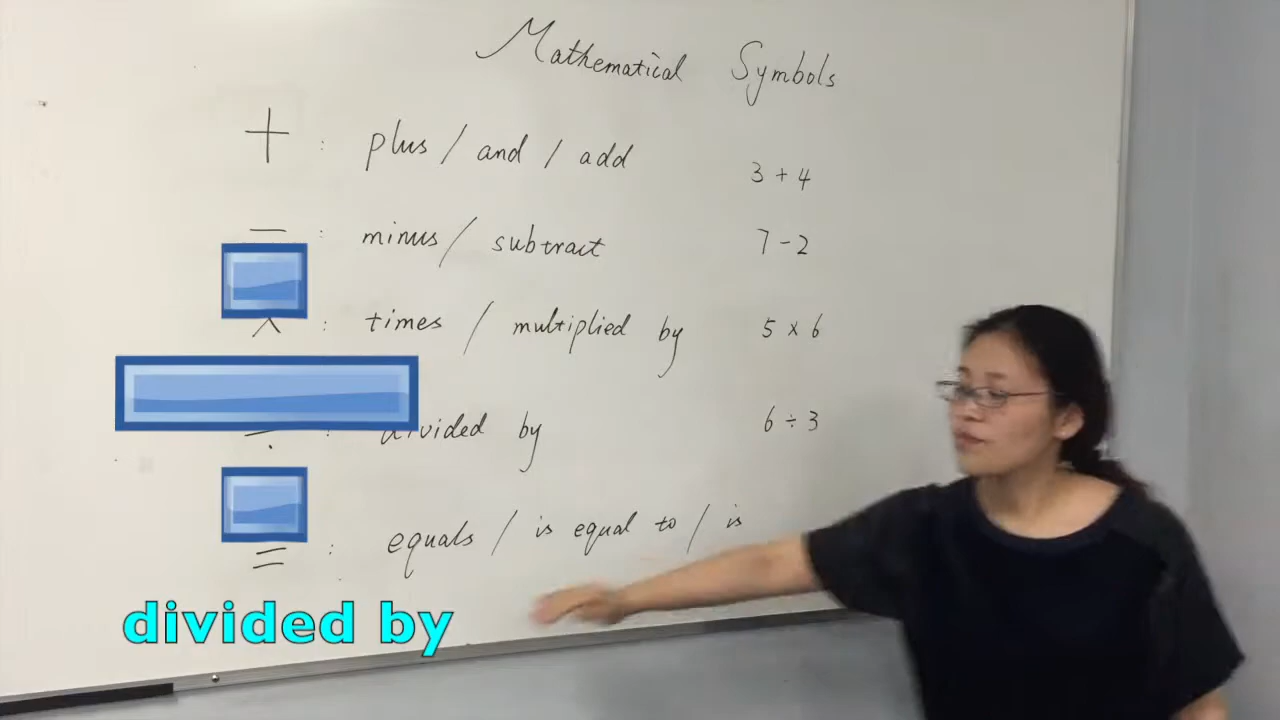 Mathematical Symbols
+ : plus / and / add 3 + 4
− : minus / subtract 7 − 2
: times / multiplied by 5 × 6
÷ : divided by 6 ÷ 3
= : equals / is equal to / is
divided by